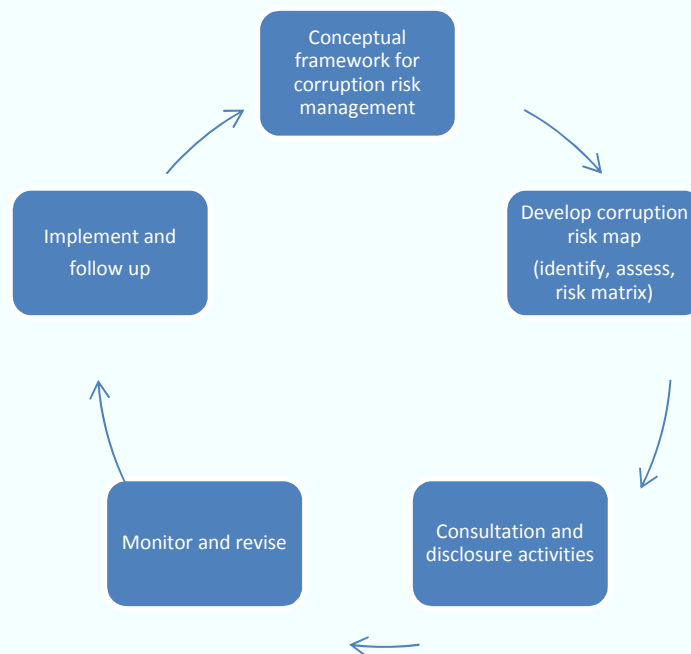 Conceptual
framework for
corruption risk
management
Develop corruption
risk map
(identify, assess,
risk matrix)
Consultation and
disclosure activities
Monitor and revise
Implement and
follow up